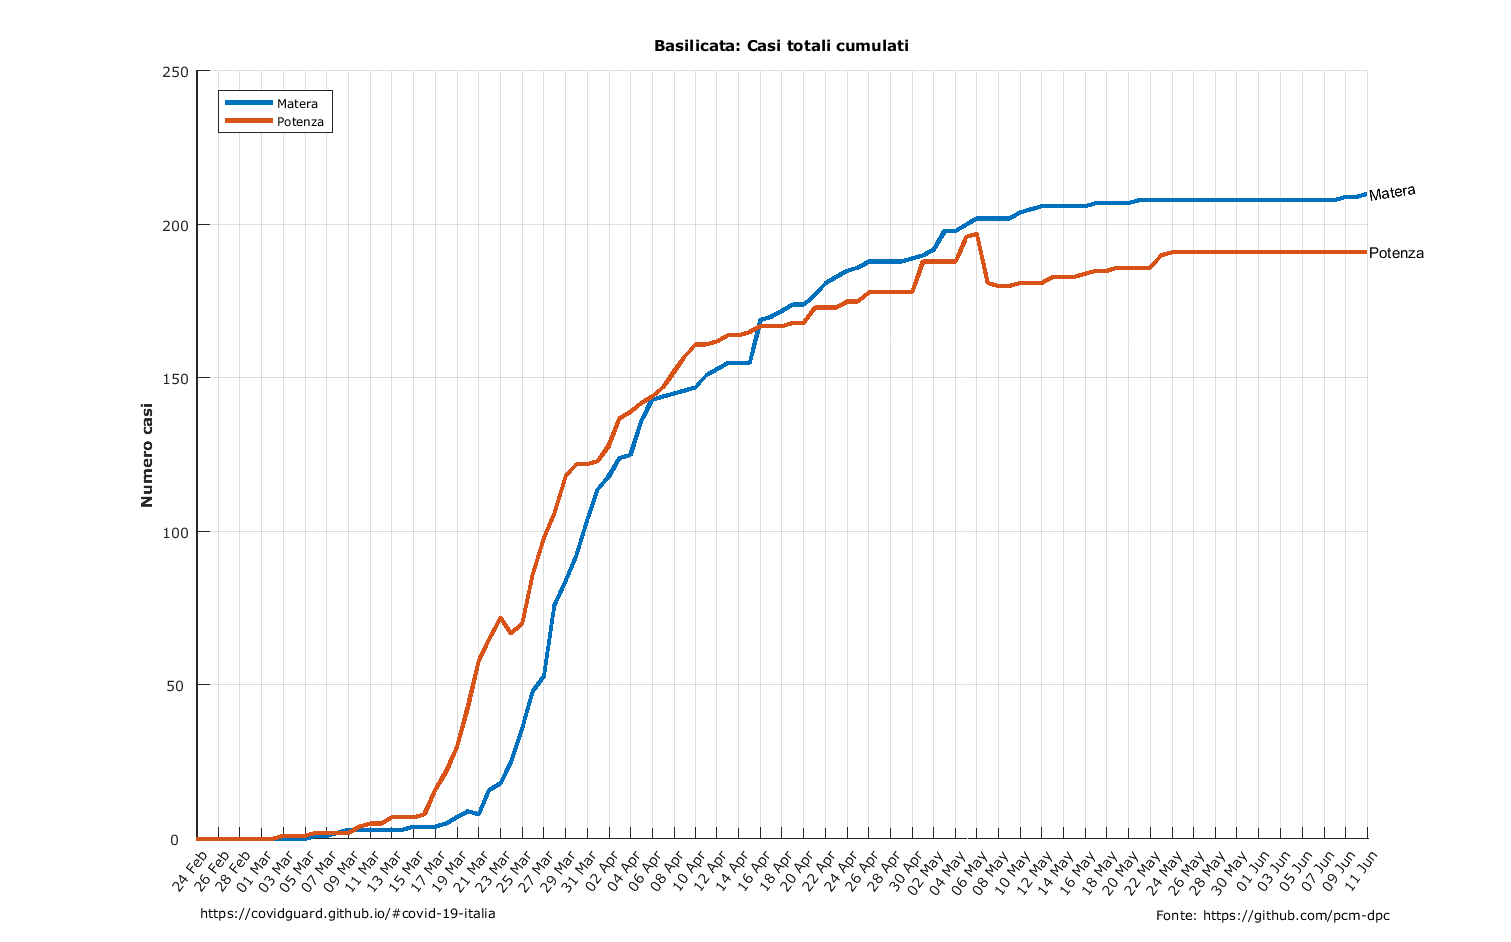 Basilicata: Casi totali cumulati
250
200
150
100
50
0
Numero casi
Matera
Potenza
Matera
Potenza
24 Feb
26 Feb
28 Feb
01 Mar
03 Mar
05 Mar
07 Mar
09 Mar
11 Mar
13 Mar
15 Mar
17 Mar
19 Mar
21 Mar
23 Mar
25 Mar
27 Mar
29 Mar
31 Mar
02 Apr
04 Apr
06 Apr
08 Apr
10 Apr
12 Apr
14 Apr
16 Apr
18 Apr
20 Apr
22 Apr
24 Apr
26 Apr
28 Apr
30 Apr
02 May
04 May
06 May
08 May
10 May
12 May
14 May
16 May
18 May
20 May
22 May
24 May
26 May
28 May
30 May
01 Jun
03 Jun
05 Jun
07 Jun
09 Jun
11 Jun
https://covidguard.github.io/#covid-19-italia
Fonte: https://github.com/pcm-dpc